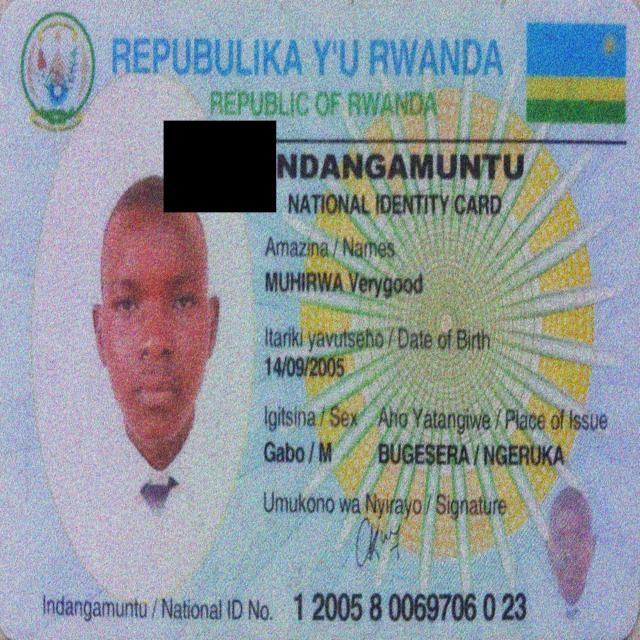 REPUBULIKA Y'U RWANDA
REPUBLIC OF RWANDA
NDANGAMUNTU
NATIONAL IDENTITY CARD
Amazina / Names
MUHIRWA Verygood
Itariki yavutseho / Date of Birth
14/09/2005
Igitsina / Sex Aho Yatangiwe / Place of Issue
Gabo / M BUGESERA / NGERUKA
Umukono wa Nyirayo / Signature
Indangamuntu / National ID No. 1 2005 8 0069706 0 23